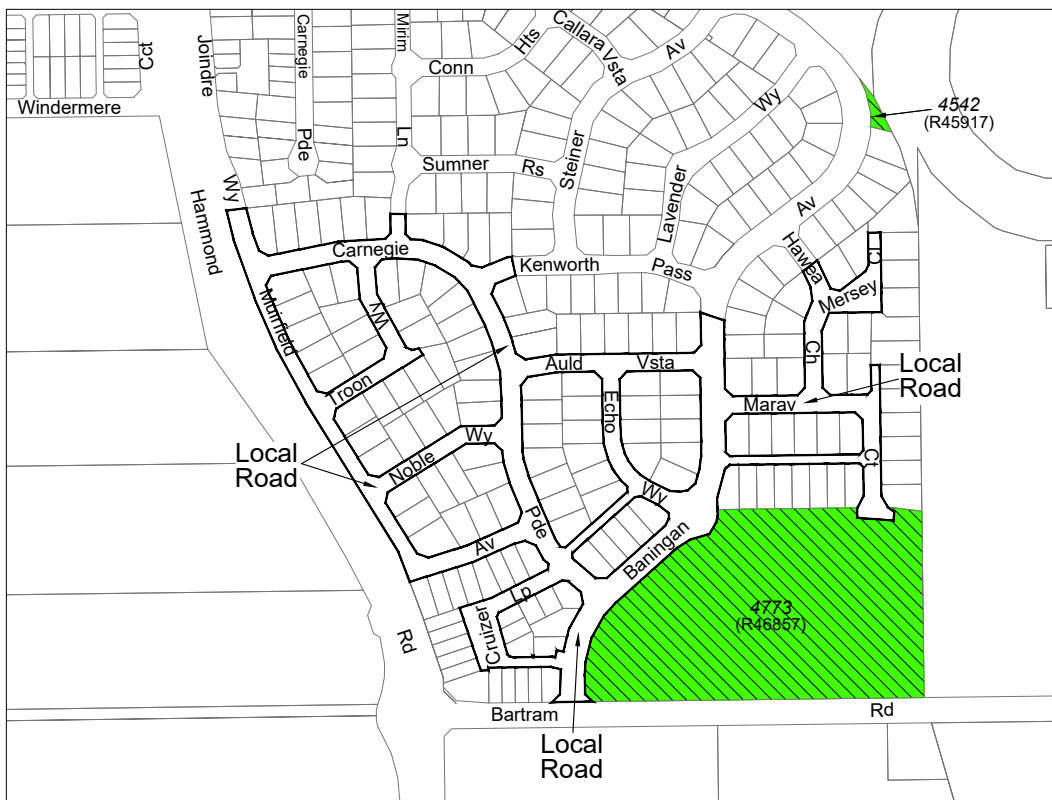 Joindre
Carnegie
Mirim
Callara
Vsta
Hts
Av
Cct
Conn
Wy
Windermere
4542
(R45917)
Pde
Ln
Sumner
Rs
Steiner
Wy
Hammond
Lavender
Av
Carnegie
Kenworth
Pass
Hawea
Cl
Mersey
Muirfield
Wy
Auld
Vsta
Ch
Local
Road
Troon
Echo
Marav
Local
Road
Noble
Wy
Ct
Wy
Av
Pde
Baningan
Lp
Cruizer
4773
(R46857)
Rd
Bartram
Rd
Local
Road